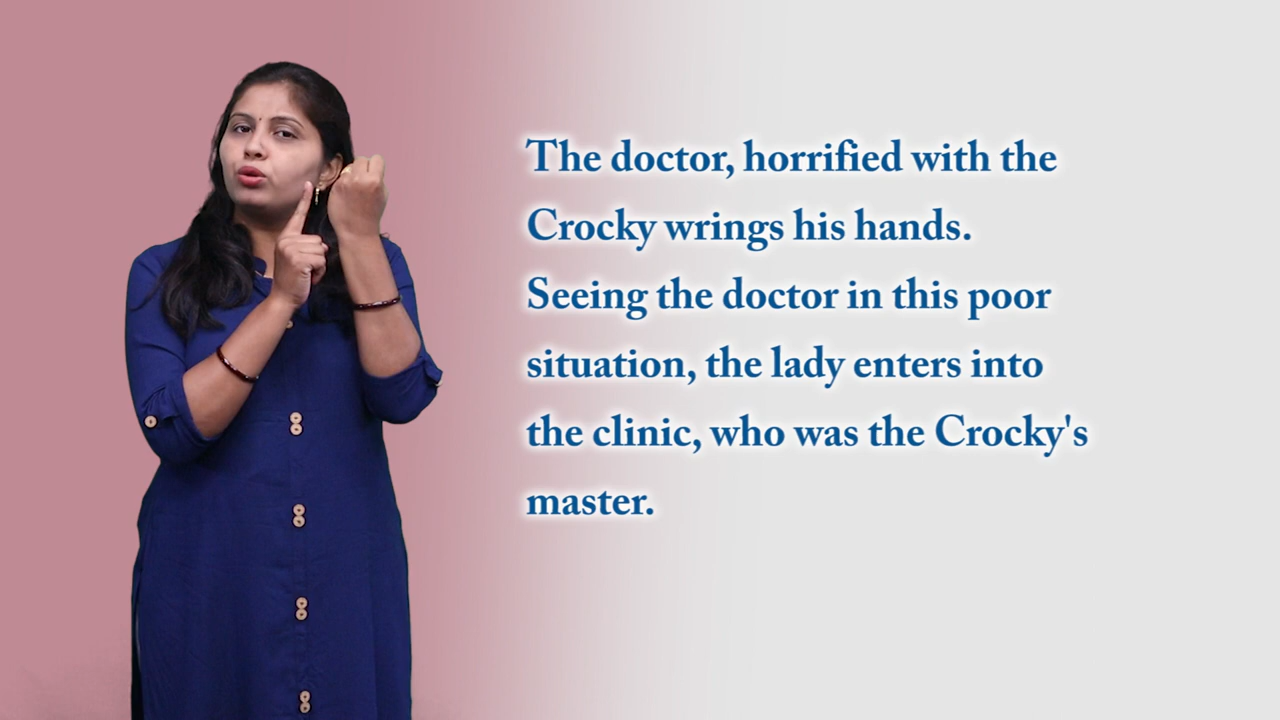 The doctor, horrified with the
Crocky wrings his hands.
Seeing the doctor in this poor
situation, the lady enters into
the clinic, who was the Crocky's
master.